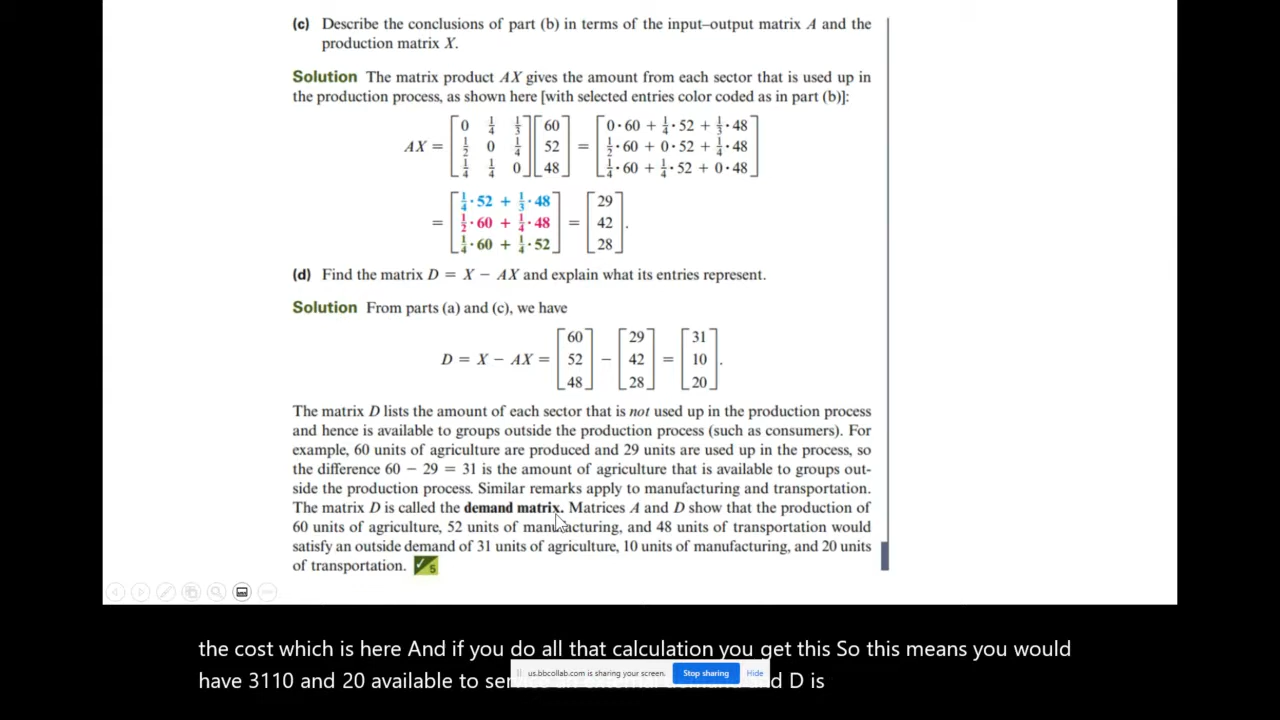 (c) Describe the conclusions of part (b) in terms of the input–output matrix A and the
production matrix X.
Solution The matrix product AX gives the amount from each sector that is used up in
the production process, as shown here [with selected entries color coded as in part (b)]:
AX = [0 1/4 1/3; 1/2 0 1/4; 1/4 1/4 0] [60; 52; 48] = [0·60 + 1/4·52 + 1/3·48; 1/2·60 + 0·52 + 1/4·48; 1/4·60 + 1/4·52 + 0·48]
= [1/4·52 + 1/3·48; 1/2·60 + 1/4·48; 1/4·60 + 1/4·52] = [29; 42; 28].
(d) Find the matrix D = X − AX and explain what its entries represent.
Solution From parts (a) and (c), we have
D = X − AX = [60; 52; 48] − [29; 42; 28] = [31; 10; 20].
The matrix D lists the amount of each sector that is not used up in the production process
and hence is available to groups outside the production process (such as consumers). For
example, 60 units of agriculture are produced and 29 units are used up in the process, so
the difference 60 − 29 = 31 is the amount of agriculture that is available to groups out-
side the production process. Similar remarks apply to manufacturing and transportation.
The matrix D is called the demand matrix. Matrices A and D show that the production of
60 units of agriculture, 52 units of manufacturing, and 48 units of transportation would
satisfy an outside demand of 31 units of agriculture, 10 units of manufacturing, and 20 units
of transportation. ✓5
the cost which is here And if you do all that calculation you get this So this means you would
have 3110 and 20 available to d D is
us.bbcollab.com is sharing your screen. Stop sharing Hide